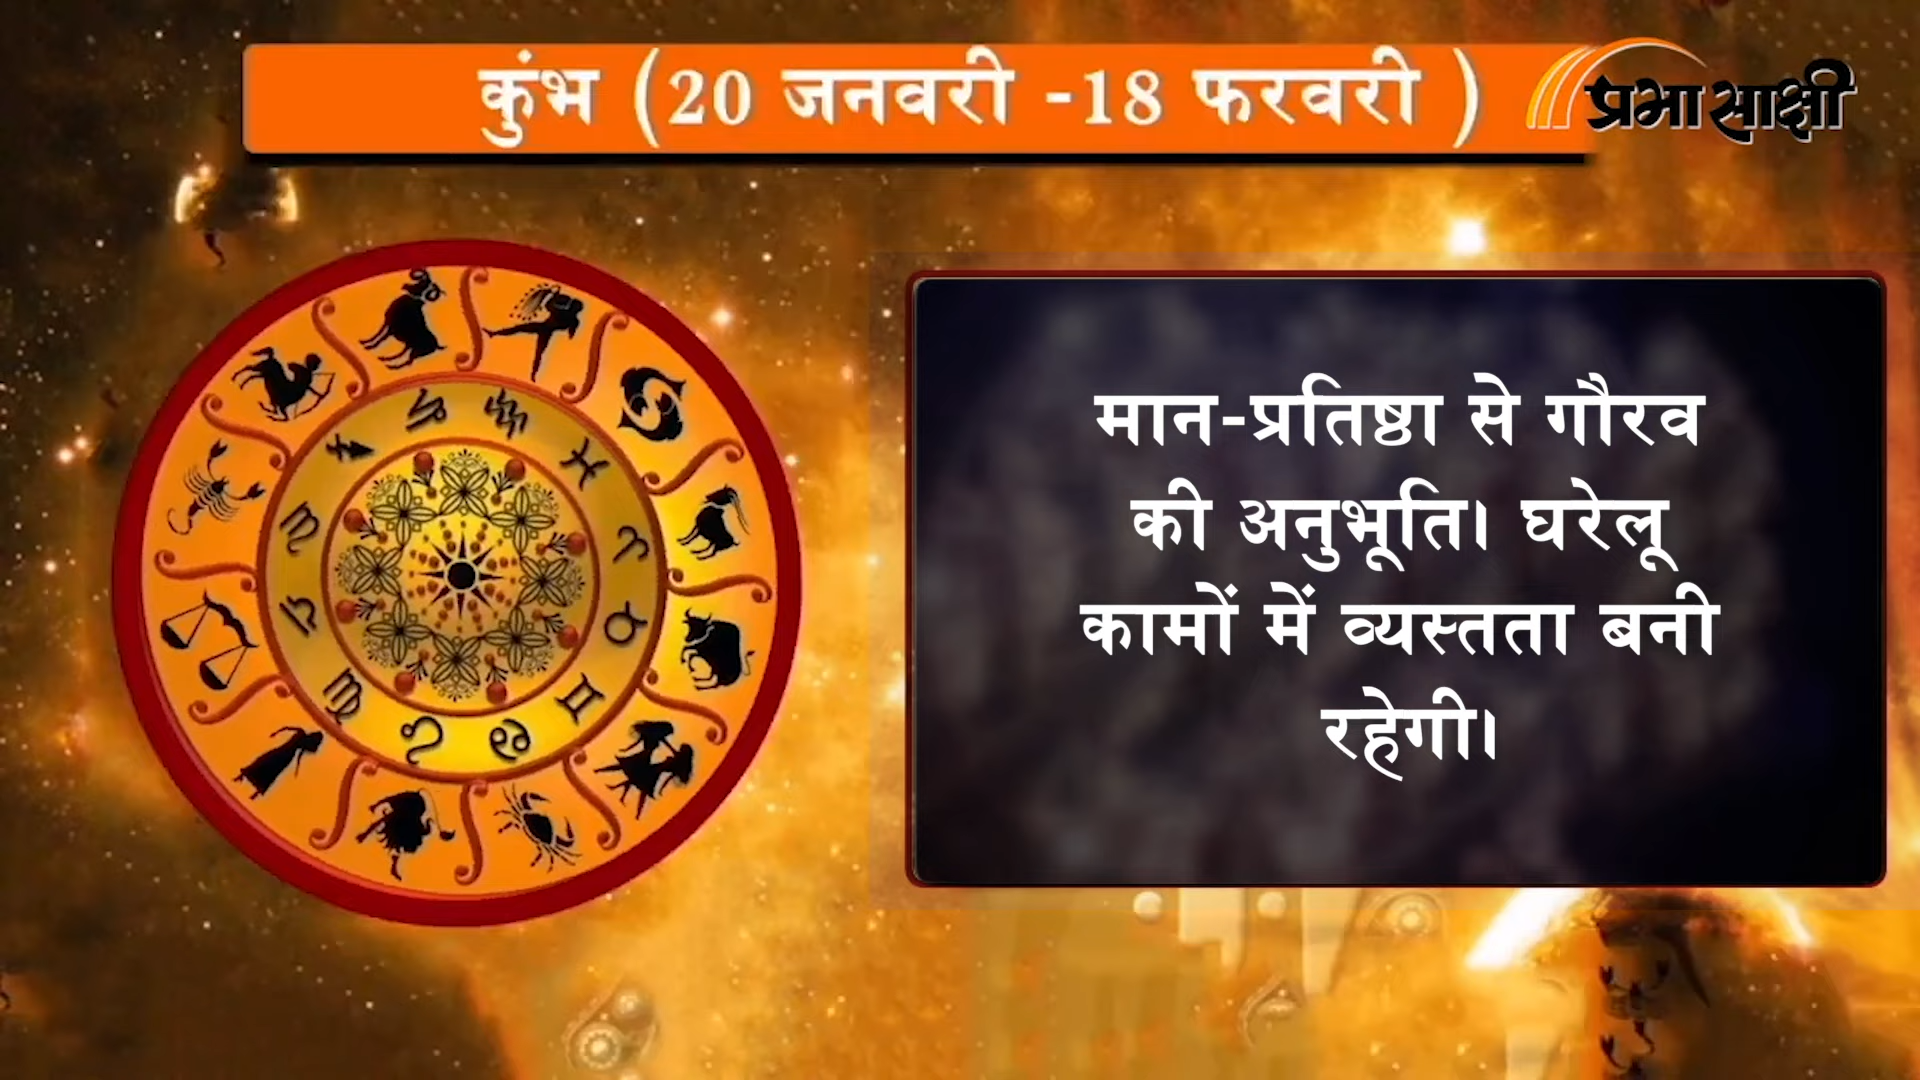 कुंभ (20 जनवरी -18 फरवरी )
प्रभासाक्षी
मान-प्रतिष्ठा से गौरव
की अनुभूति। घरेलू
कामों में व्यस्तता बनी
रहेगी।